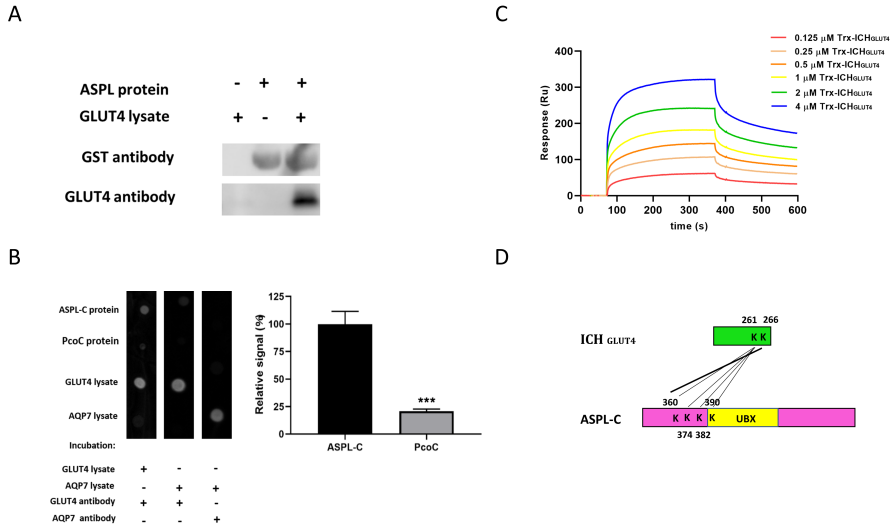 A
ASPL protein - + +
GLUT4 lysate + - +
GST antibody
GLUT4 antibody
B
ASPL-C protein
PcoC protein
GLUT4 lysate
AQP7 lysate
Incubation:
GLUT4 lysate + - -
AQP7 lysate - + +
GLUT4 antibody + + -
AQP7 antibody - - +
Relative signal (%)
125
100
75
50
25
0
***
ASPL-C PcoC
C
Response (Ru)
400
300
200
100
0
0 100 200 300 400 500 600
time (s)
0.125 µM Trx-ICHGLUT4
0.25 µM Trx-ICHGLUT4
0.5 µM Trx-ICHGLUT4
1 µM Trx-ICHGLUT4
2 µM Trx-ICHGLUT4
4 µM Trx-ICHGLUT4
D
261 266
ICH GLUT4 K K
360 390
ASPL-C K K K K UBX
374 382